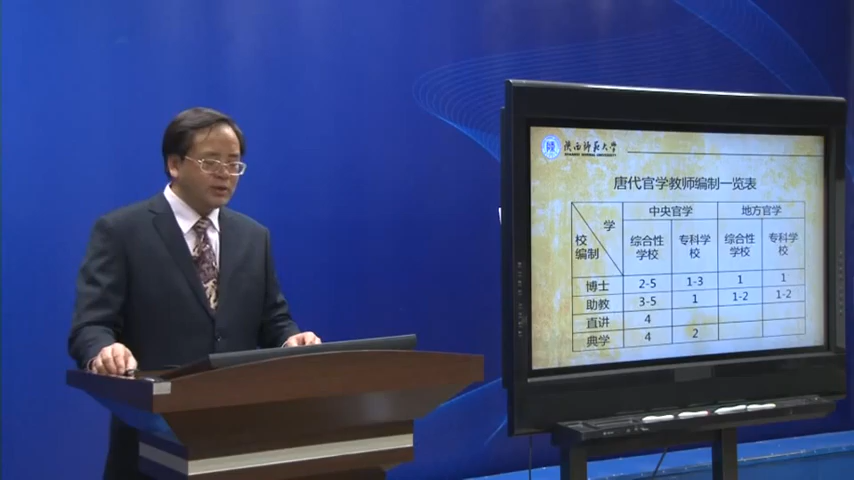 陕西师范大学
唐代官学教师编制一览表
学校 编制 中央官学 地方官学
综合性学校 专科学校 综合性学校 专科学校
博士 2-5 1-3 1 1
助教 3-5 1 1-2 1-2
直讲 4
典学 4 2